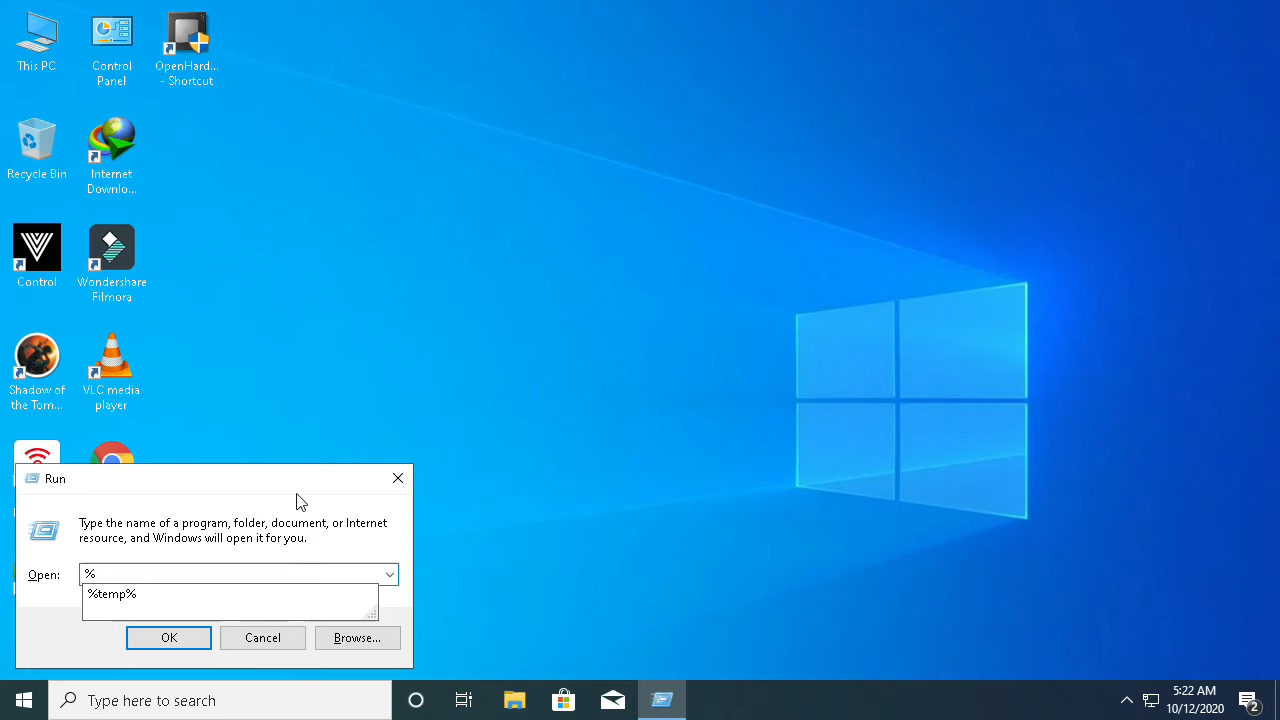 This PC
Control
Panel
OpenHard...
- Shortcut
Recycle Bin
Internet
Downlo...
Control
Wondershare
Filmora
Shadow of
the Tom...
VLC media
player
Run
Type the name of a program, folder, document, or Internet
resource, and Windows will open it for you.
Open:
%
%temp%
OK
Cancel
Browse...
Type here to search
5:22 AM
10/12/2020
2